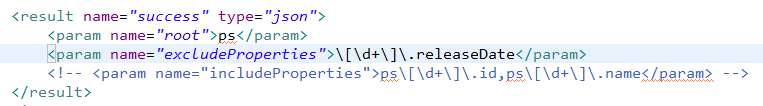 <result name="success" type="json">
<param name="root">ps</param>
<param name="excludeProperties">\[\d+\]\.releaseDate</param>
<!-- <param name="includeProperties">ps\[\d+\]\.id,ps\[\d+\]\.name</param> -->
</result>